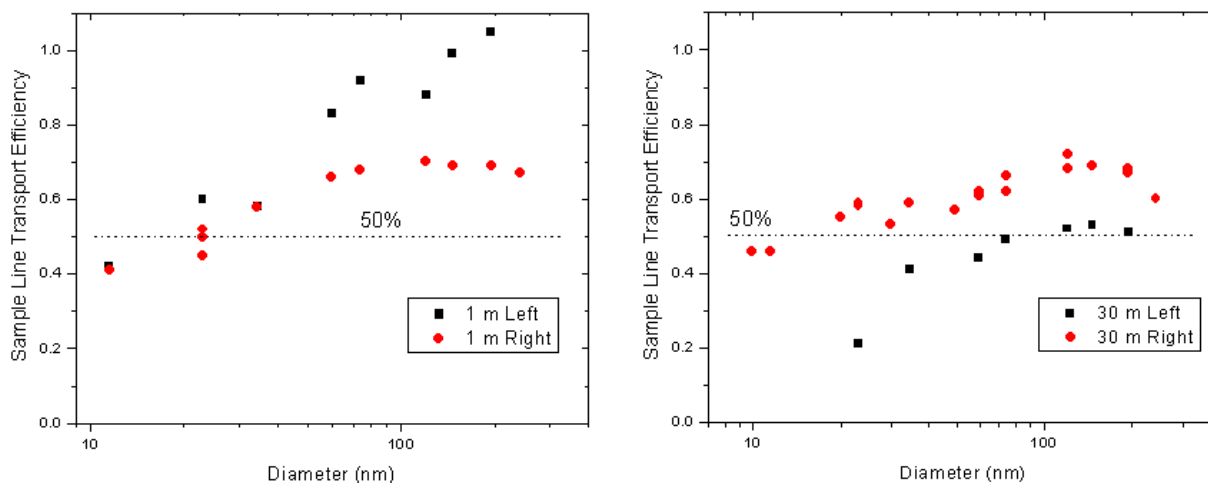 Sample Line Transport Efficiency
1.0
0.8
0.6
0.4
0.2
0.0
50%
1 m Left
1 m Right
10
100
Diameter (nm)
Sample Line Transport Efficiency
1.0
0.8
0.6
0.4
0.2
0.0
50%
30 m Left
30 m Right
10
100
Diameter (nm)